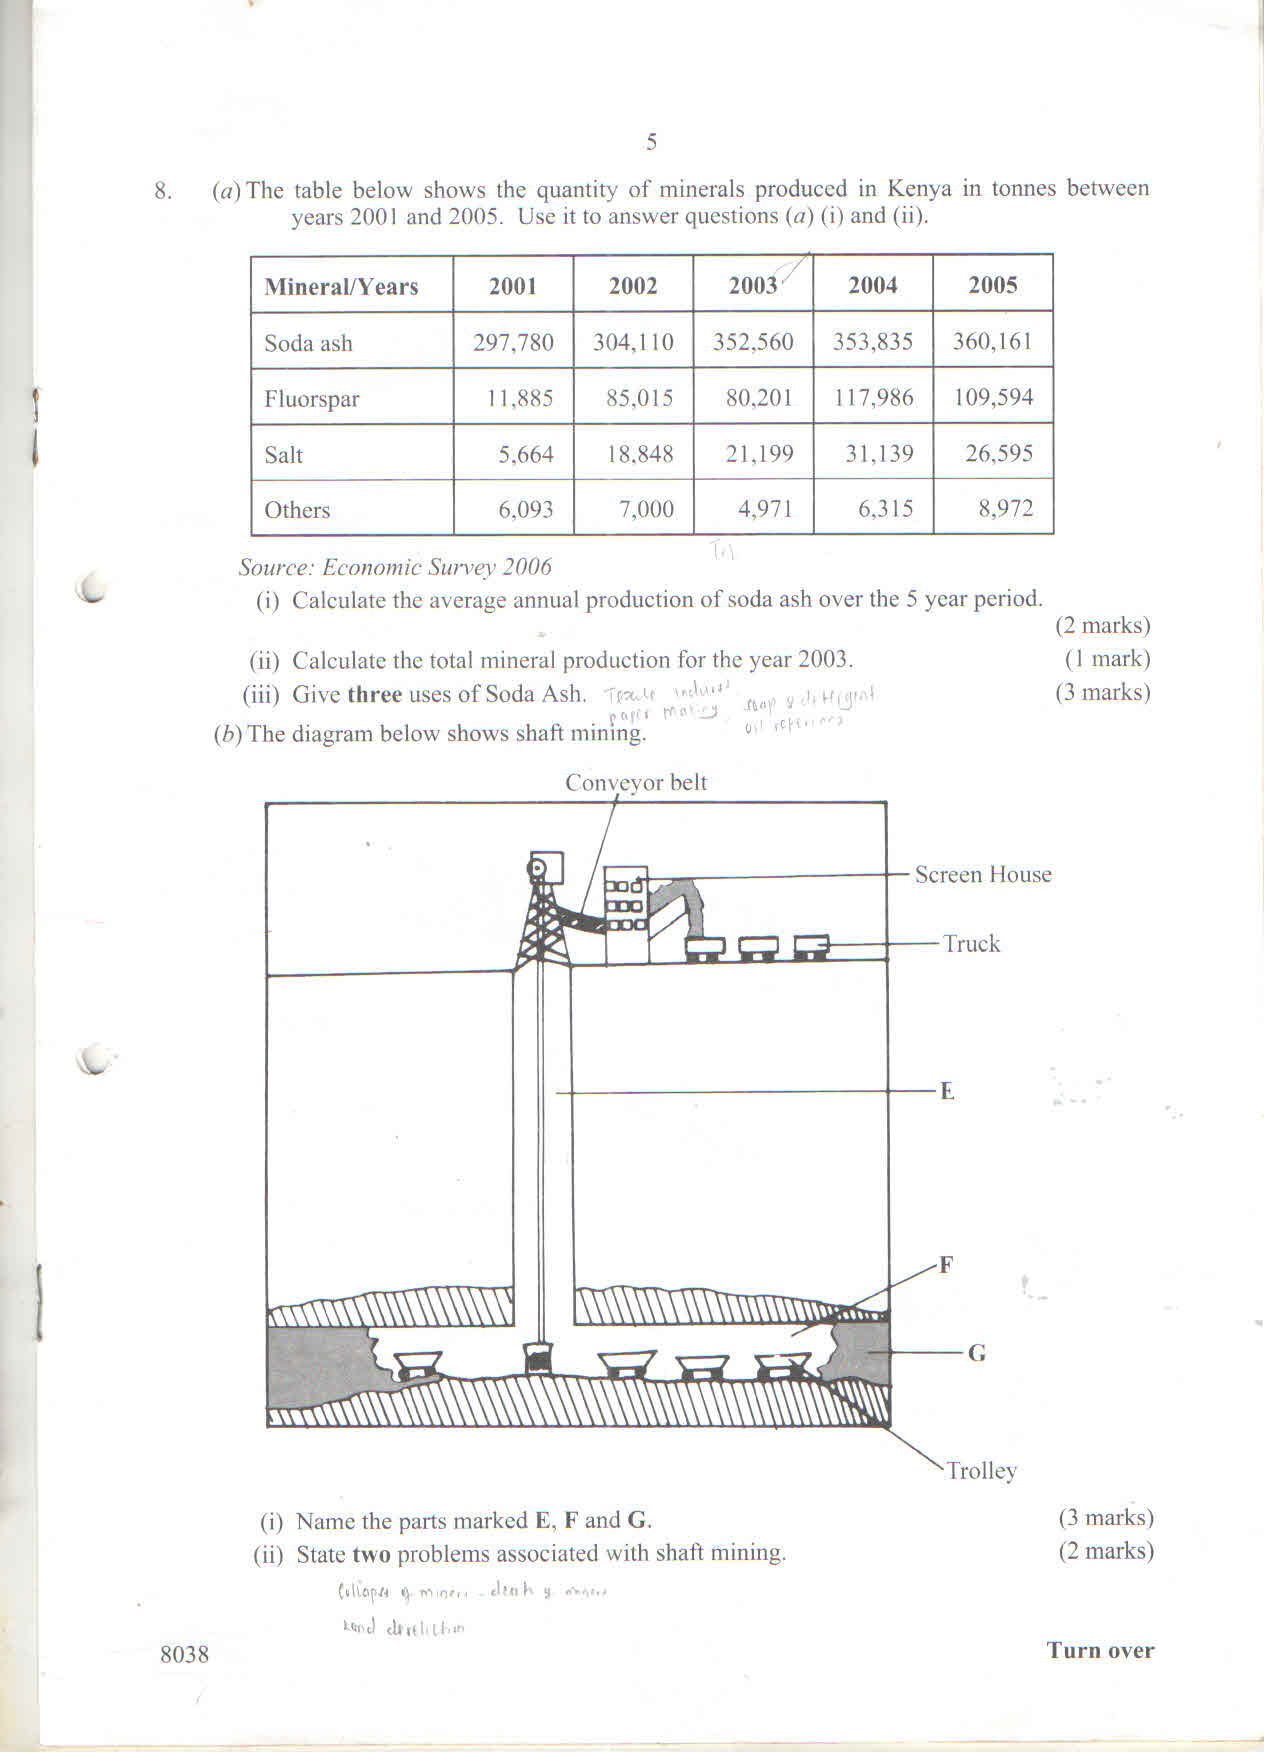 5
8. (a) The table below shows the quantity of minerals produced in Kenya in tonnes between
years 2001 and 2005. Use it to answer questions (a) (i) and (ii).
Mineral/Years 2001 2002 2003 2004 2005
Soda ash 297,780 304,110 352,560 353,835 360,161
Fluorspar 11,885 85,015 80,201 117,986 109,594
Salt 5,664 18,848 21,199 31,139 26,595
Others 6,093 7,000 4,971 6,315 8,972
Source: Economic Survey 2006
(i) Calculate the average annual production of soda ash over the 5 year period.
(2 marks)
(ii) Calculate the total mineral production for the year 2003. (1 mark)
(iii) Give three uses of Soda Ash. (3 marks)
paper making soap
oil
(b) The diagram below shows shaft mining.
Conveyor belt
Screen House
Truck
E
F
G
Trolley
(i) Name the parts marked E, F and G. (3 marks)
(ii) State two problems associated with shaft mining. (2 marks)
death
land
8038 Turn over